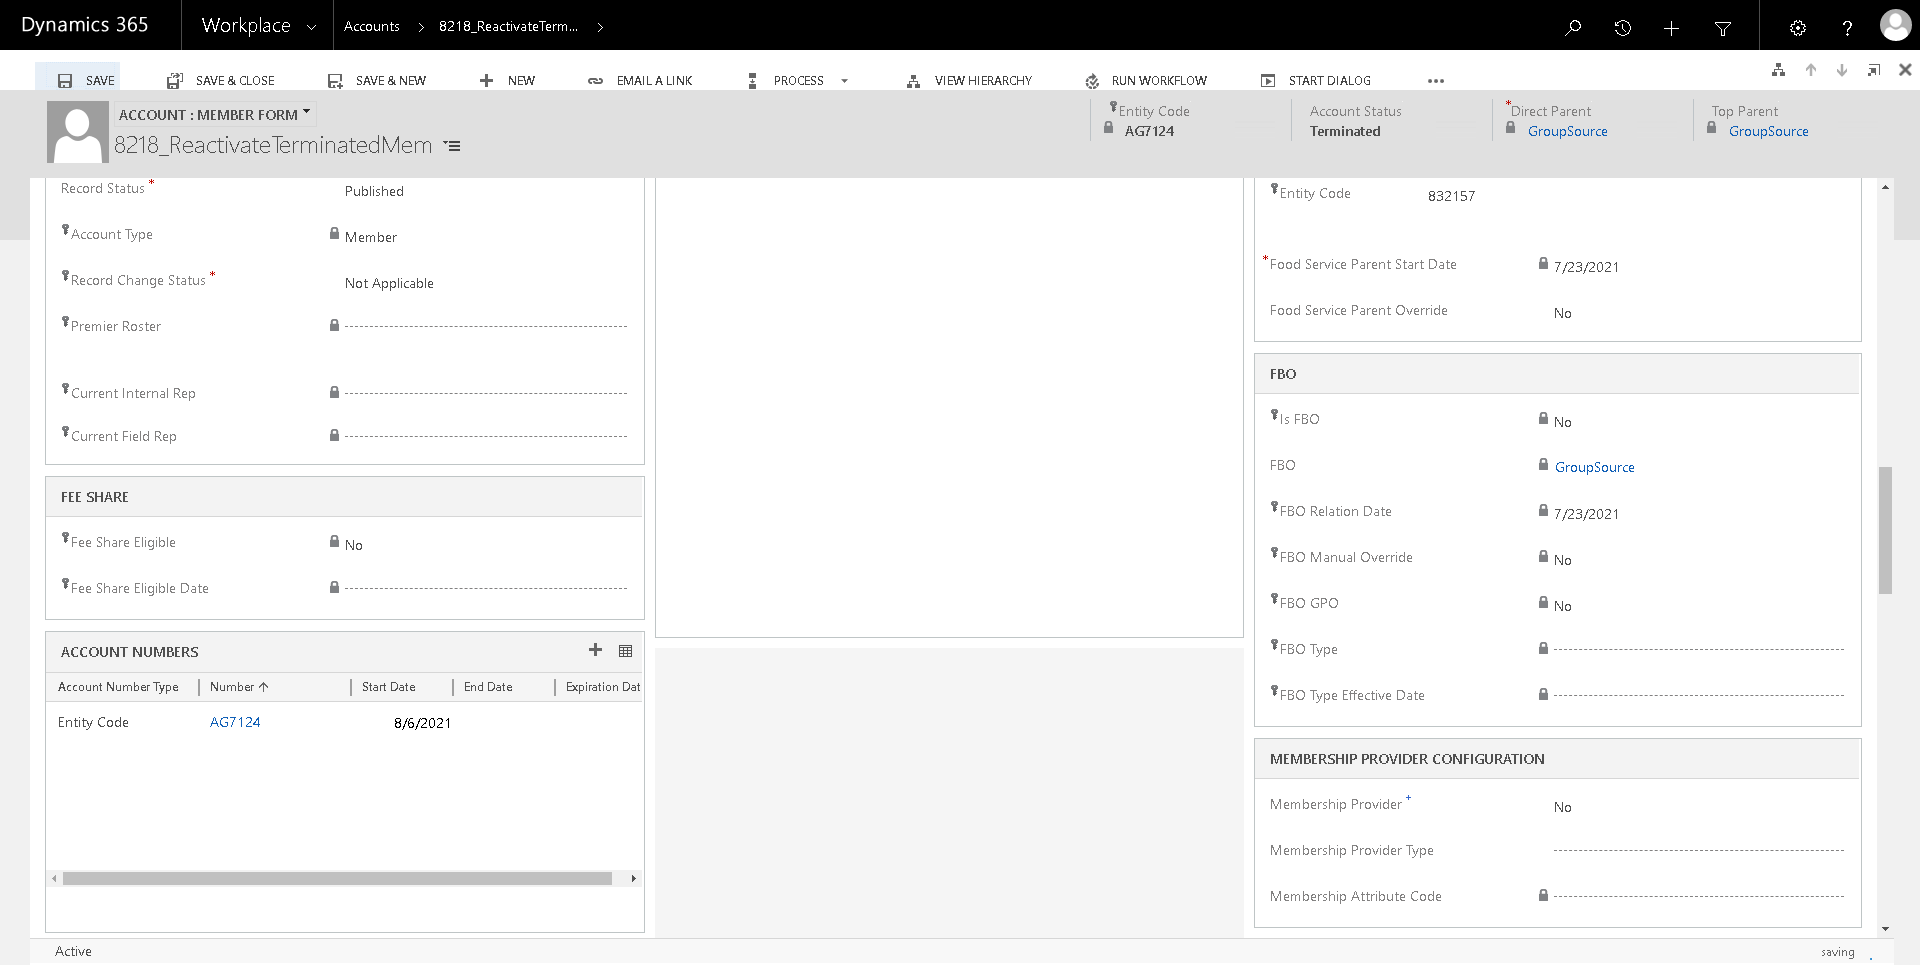 Dynamics 365
Workplace
Accounts
8218_ReactivateTerm...
SAVE
SAVE & CLOSE
SAVE & NEW
NEW
EMAIL A LINK
PROCESS
VIEW HIERARCHY
RUN WORKFLOW
START DIALOG
ACCOUNT : MEMBER FORM
8218_ReactivateTerminatedMem
Entity Code
AG7124
Account Status
Terminated
*Direct Parent
GroupSource
Top Parent
GroupSource
Record Status *
Published
Account Type
Member
Record Change Status *
Not Applicable
Premier Roster
Current Internal Rep
Current Field Rep
FEE SHARE
Fee Share Eligible
No
Fee Share Eligible Date
ACCOUNT NUMBERS
Account Number Type
Number
Start Date
End Date
Expiration Dat
Entity Code
AG7124
8/6/2021
Entity Code
832157
*Food Service Parent Start Date
7/23/2021
Food Service Parent Override
No
FBO
Is FBO
No
FBO
GroupSource
FBO Relation Date
7/23/2021
FBO Manual Override
No
FBO GPO
No
FBO Type
FBO Type Effective Date
MEMBERSHIP PROVIDER CONFIGURATION
Membership Provider +
No
Membership Provider Type
Membership Attribute Code
Active
saving